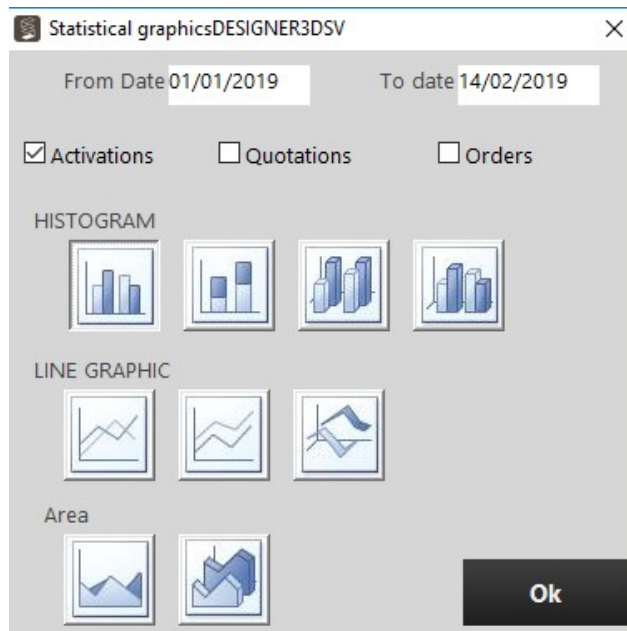 Statistical graphicsDESIGNER3DSV
From Date 01/01/2019 To date 14/02/2019
Activations Quotations Orders
HISTOGRAM
LINE GRAPHIC
Area
Ok